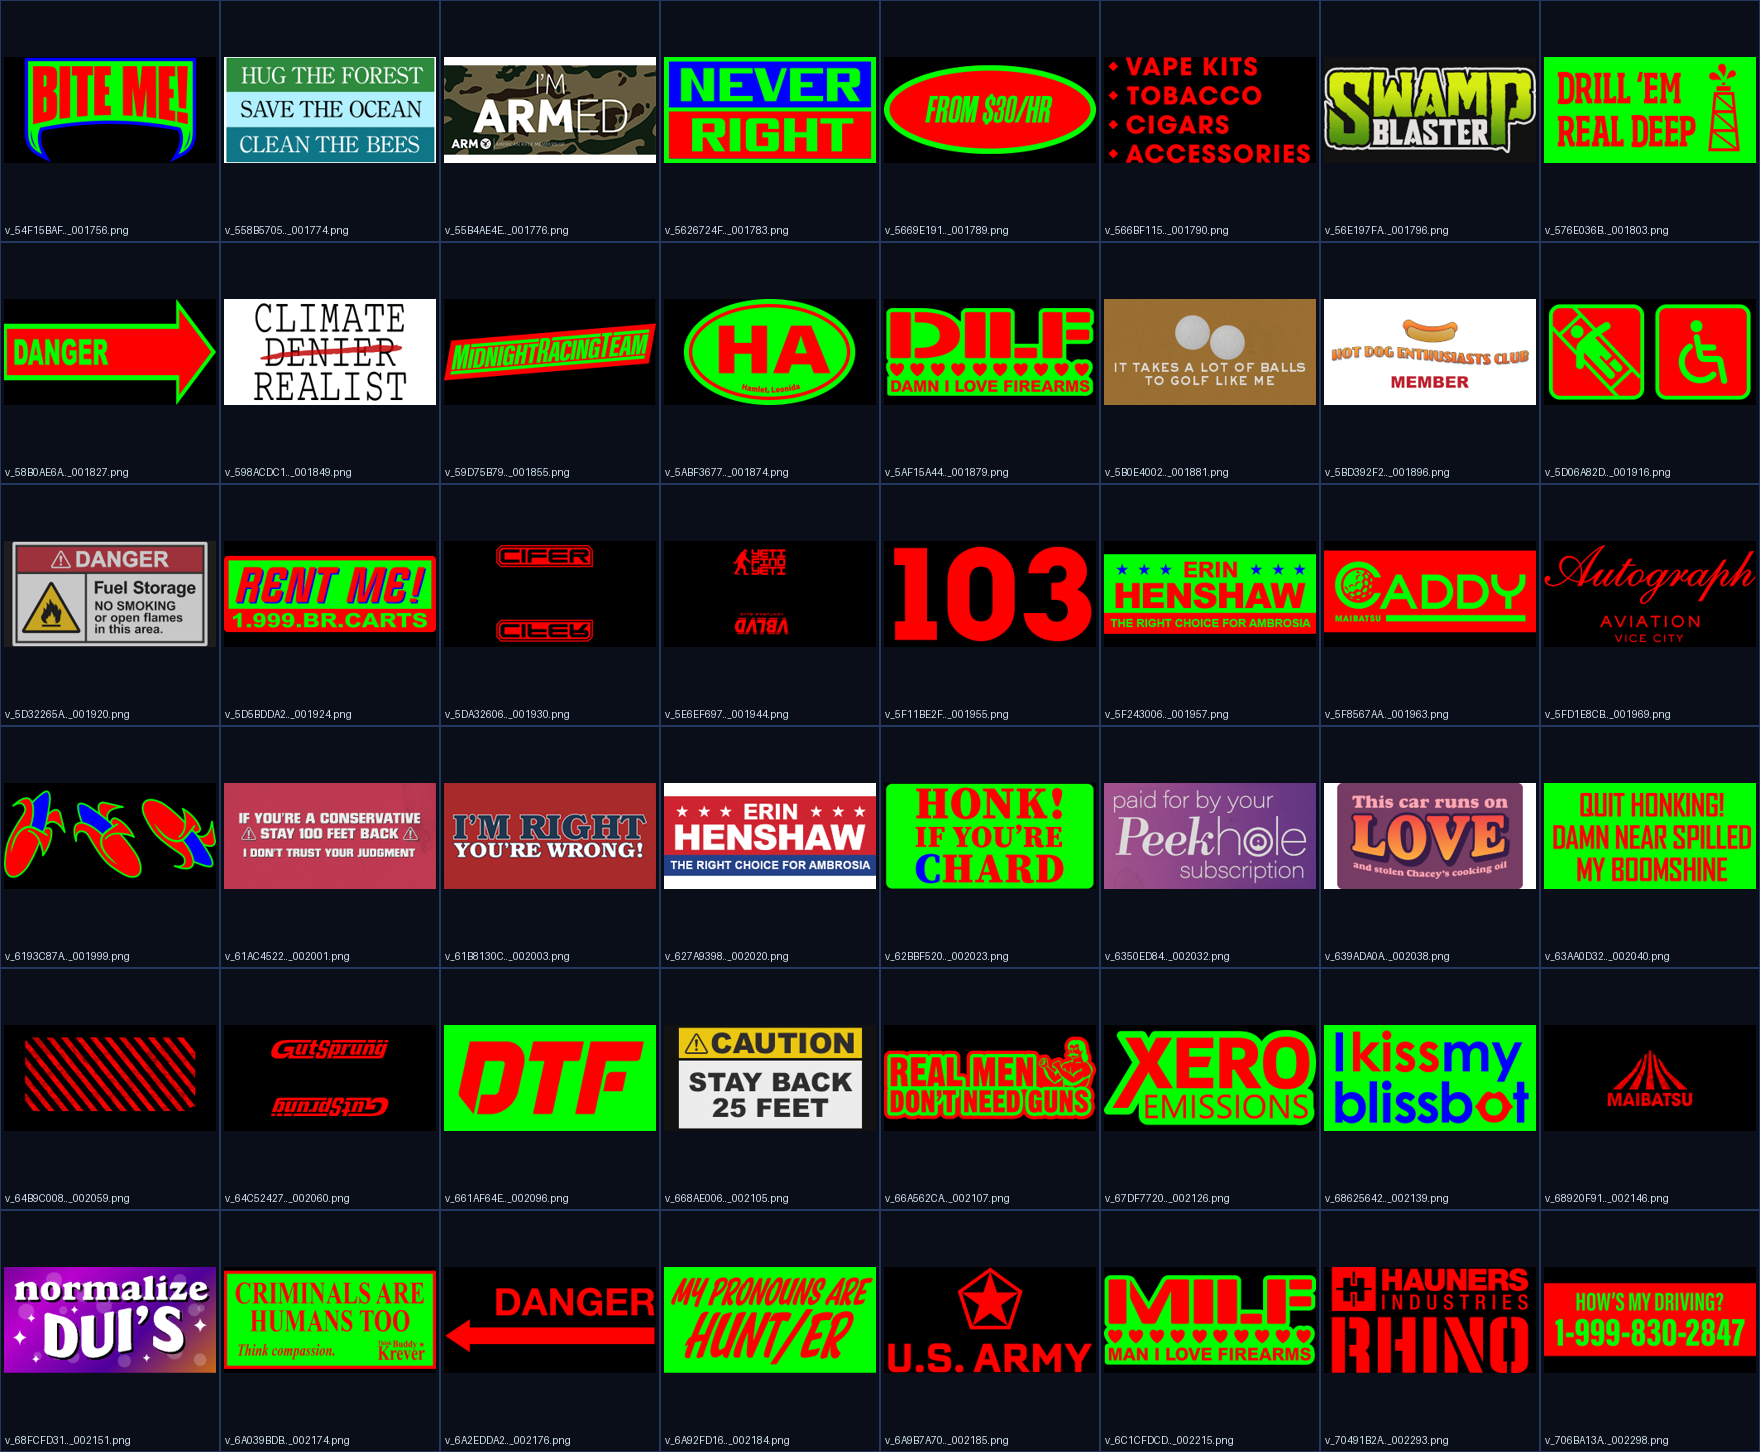 BITE ME!
HUG THE FOREST
SAVE THE OCEAN
CLEAN THE BEES
I'M
ARMED
ARM
NEVER
RIGHT
FROM $30/HR
VAPE KITS
TOBACCO
CIGARS
ACCESSORIES
SWAMP
BLASTER
DRILL 'EM
REAL DEEP
v_54F15BAF.._001756.png
v_558B5705.._001774.png
v_55B4AE4E.._001776.png
v_5626724F.._001783.png
v_5669E191.._001789.png
v_566BF115.._001790.png
v_56E197FA.._001796.png
v_576E036B.._001803.png
DANGER
CLIMATE
DENIER
REALIST
MIDNIGHT RACING TEAM
HA
Hamlet, Leonida
DILF
DAMN I LOVE FIREARMS
IT TAKES A LOT OF BALLS
TO GOLF LIKE ME
HOT DOG ENTHUSIASTS CLUB
MEMBER
v_58B0AE6A.._001827.png
v_598ACDC1.._001849.png
v_59D75B79.._001855.png
v_5ABF3677.._001874.png
v_5AF15A44.._001879.png
v_5B0E4002.._001881.png
v_5BD392F2.._001896.png
v_5D06A82D.._001916.png
DANGER
Fuel Storage
NO SMOKING
or open flames
in this area.
RENT ME!
1.999.BR.CARTS
CIFER
CIFER
YETI
FIND
YETI
VABLVD
103
ERIN
HENSHAW
THE RIGHT CHOICE FOR AMBROSIA
CADDY
MAIBATSU
Autograph
AVIATION
VICE CITY
v_5D32265A.._001920.png
v_5D5BDDA2.._001924.png
v_5DA32606.._001930.png
v_5E6EF697.._001944.png
v_5F11BE2F.._001955.png
v_5F243006.._001957.png
v_5F8567AA.._001963.png
v_5FD1E8CB.._001969.png
IF YOU'RE A CONSERVATIVE
STAY 100 FEET BACK
I DON'T TRUST YOUR JUDGMENT
I'M RIGHT
YOU'RE WRONG!
ERIN
HENSHAW
THE RIGHT CHOICE FOR AMBROSIA
HONK!
IF YOU'RE
CHARD
paid for by your
Peekhole
subscription
This car runs on
LOVE
and stolen Chacey's cooking oil
QUIT HONKING!
DAMN NEAR SPILLED
MY BOOMSHINE
v_6193C87A.._001999.png
v_61AC4522.._002001.png
v_61B8130C.._002003.png
v_627A9398.._002020.png
v_62BBF520.._002023.png
v_6350ED84.._002032.png
v_639ADA0A.._002038.png
v_63AA0D32.._002040.png
GutSprung
GutSprung
DTF
CAUTION
STAY BACK
25 FEET
REAL MEN
DON'T NEED GUNS
XERO
EMISSIONS
I kiss my
blissbot
MAIBATSU
v_64B9C008.._002059.png
v_64C52427.._002060.png
v_661AF64E.._002096.png
v_668AE006.._002105.png
v_66A562CA.._002107.png
v_67DF7720.._002126.png
v_68625642.._002139.png
v_68920F91.._002146.png
normalize
DUI'S
CRIMINALS ARE
HUMANS TOO
Think compassion.
Think Buddy
Krever
DANGER
MY PRONOUNS ARE
HUNT/ER
U.S. ARMY
MILF
MAN I LOVE FIREARMS
HAUNERS
INDUSTRIES
RHINO
HOW'S MY DRIVING?
1-999-830-2847
v_68FCFD31.._002151.png
v_6A039BDB.._002174.png
v_6A2EDDA2.._002176.png
v_6A92FD16.._002184.png
v_6A9B7A70.._002185.png
v_6C1CFDCD.._002215.png
v_70491B2A.._002293.png
v_706BA13A.._002298.png